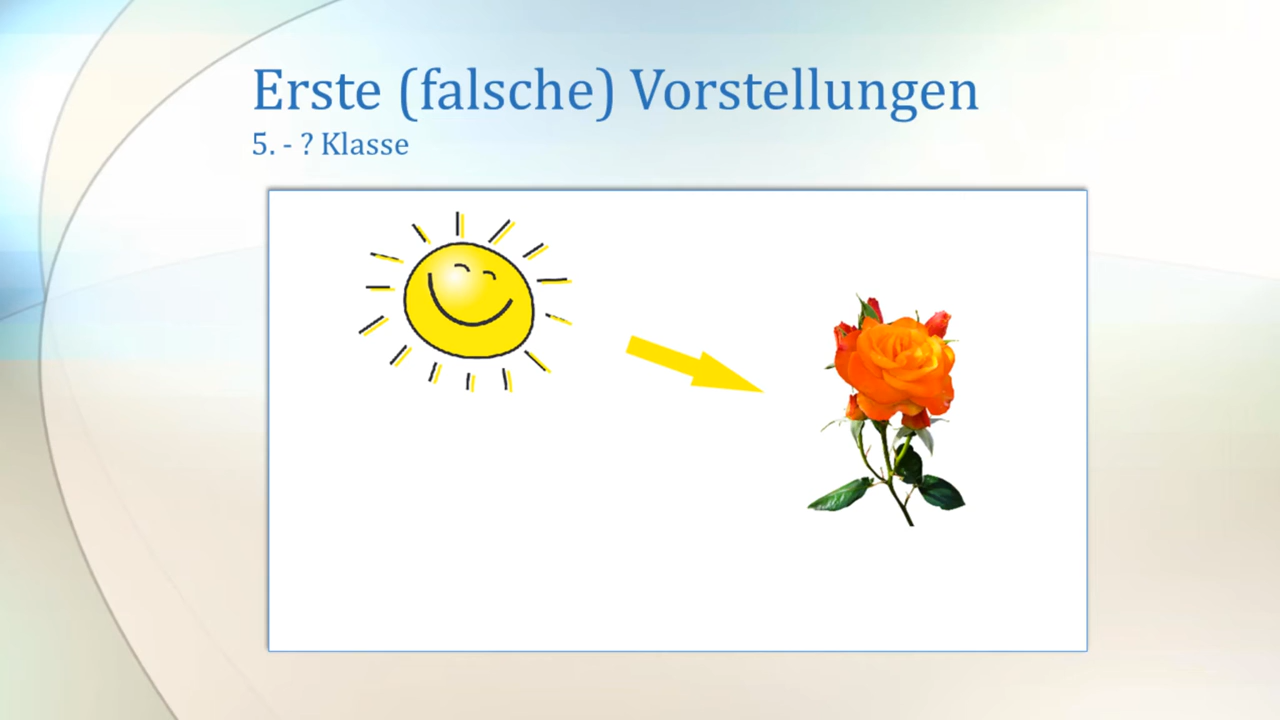 Erste (falsche) Vorstellungen
5. - ? Klasse